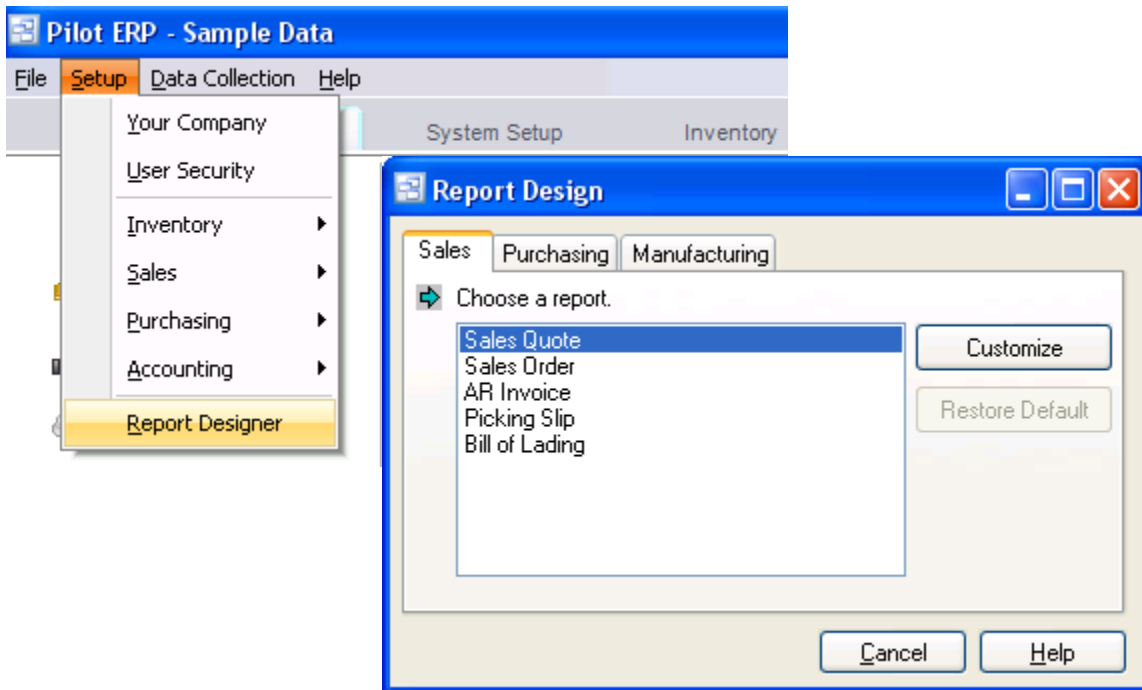 Pilot ERP - Sample Data
File Setup Data Collection Help
System Setup Inventory
Your Company
User Security
Inventory
Sales
Purchasing
Accounting
Report Designer
Report Design
Sales Purchasing Manufacturing
Choose a report.
Sales Quote
Sales Order
AR Invoice
Picking Slip
Bill of Lading
Customize
Restore Default
Cancel Help